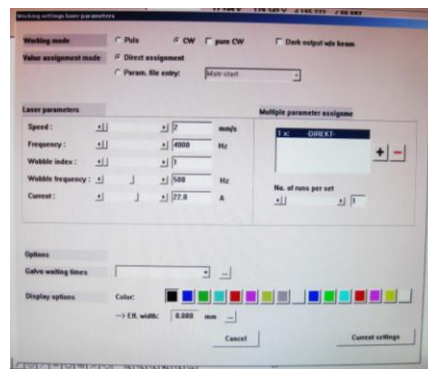 Working settings laser parameters
Working mode Puls CW pure CW Dark output w/o beam
Value assignment mode Direct assignment
Param. file entry: Matr-start
Laser parameters Multiple parameter assignme
Speed : 2 mm/s
1 x: -DIREKT-
Frequency : 4000 Hz
+ −
Wobble index : 1
Wobble frequency : 500 Hz
No. of runs per set
Current : 22.0 A
1
Options
Galvo waiting times ...
Display options Color:
--> Eff. width: 0.080 mm ...
Cancel Current settings